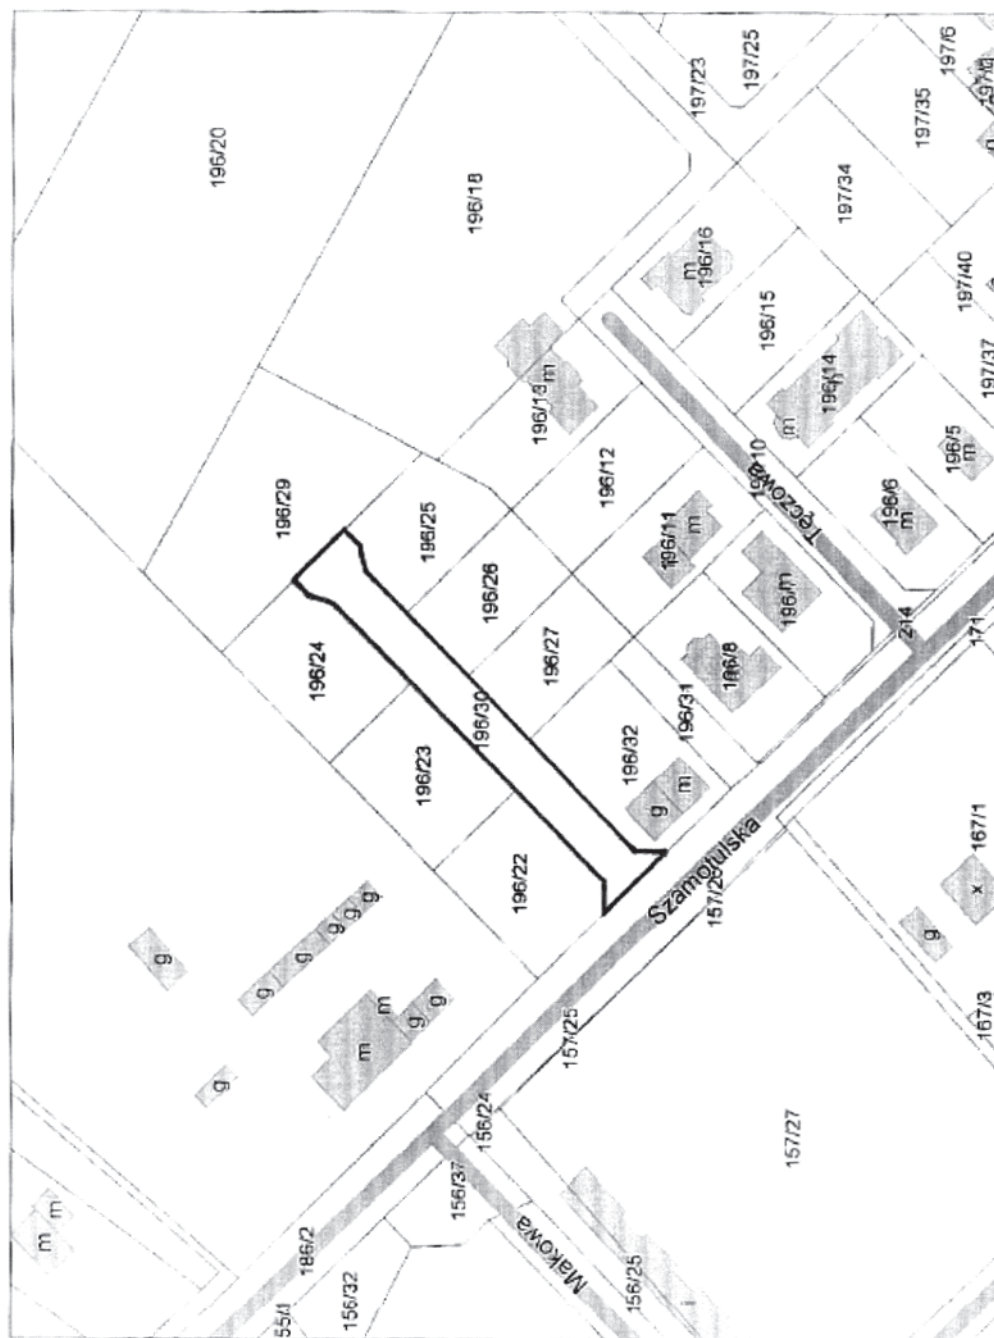 196/20
196/18
197/23
197/25
197/6
197/35
197/34
197/40
197/37
m
196/16
196/15
196/14
m
196/13
m
196/12
196/29
196/25
196/26
196/27
196/11
m
Tęczowa
196/5
m
196/6
m
214
171
196/8
196/31
196/32
g
m
196/24
196/23
196/30
196/22
Szamotulska
157/25
157/27
167/1
x
g
167/3
g
g
g
g
g
g
m
m
g
g
g
156/24
156/37
Makowa
156/25
186/2
156/32
m
m